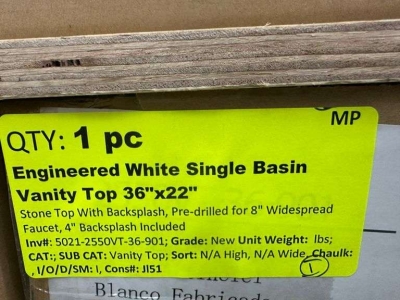 MP
QTY: 1 pc
Engineered White Single Basin
Vanity Top 36"x22"
Stone Top With Backsplash, Pre-drilled for 8" Widespread
Faucet, 4" Backsplash Included
Inv#: 5021-2550VT-36-901; Grade: New Unit Weight: lbs;
CAT:; SUB CAT: Vanity Top; Sort: N/A High, N/A Wide, Chaulk:
, I/O/D/SM: I, Cons#: JI51
Blanco Fabricado